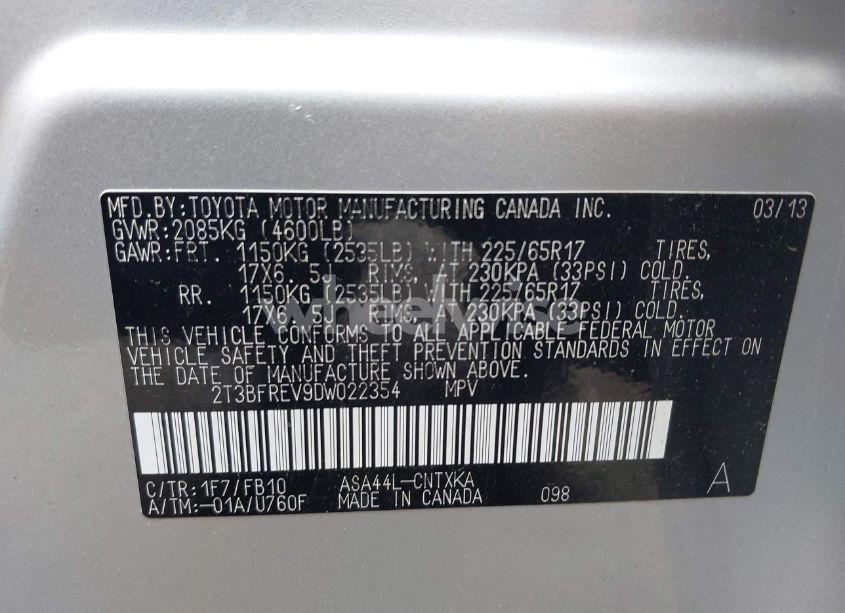 MFD.BY:TOYOTA MOTOR MANUFACTURING CANADA INC. 03/13
GVWR:2085KG (4600LB)
GAWR:FRT. 1150KG (2535LB) WITH 225/65R17 TIRES,
17X6.5J RIMS, AT 230KPA (33PSI) COLD.
RR. 1150KG (2535LB) WITH 225/65R17 TIRES,
17X6.5J RIMS, AT 230KPA (33PSI) COLD.
THIS VEHICLE CONFORMS TO ALL APPLICABLE FEDERAL MOTOR
VEHICLE SAFETY AND THEFT PREVENTION STANDARDS IN EFFECT ON
THE DATE OF MANUFACTURE SHOWN ABOVE.
2T3BFREV9DW022354 MPV
C/TR:1F7/FB10 ASA44L-CNTXKA
A/TM:-01A/U760F MADE IN CANADA 098 A